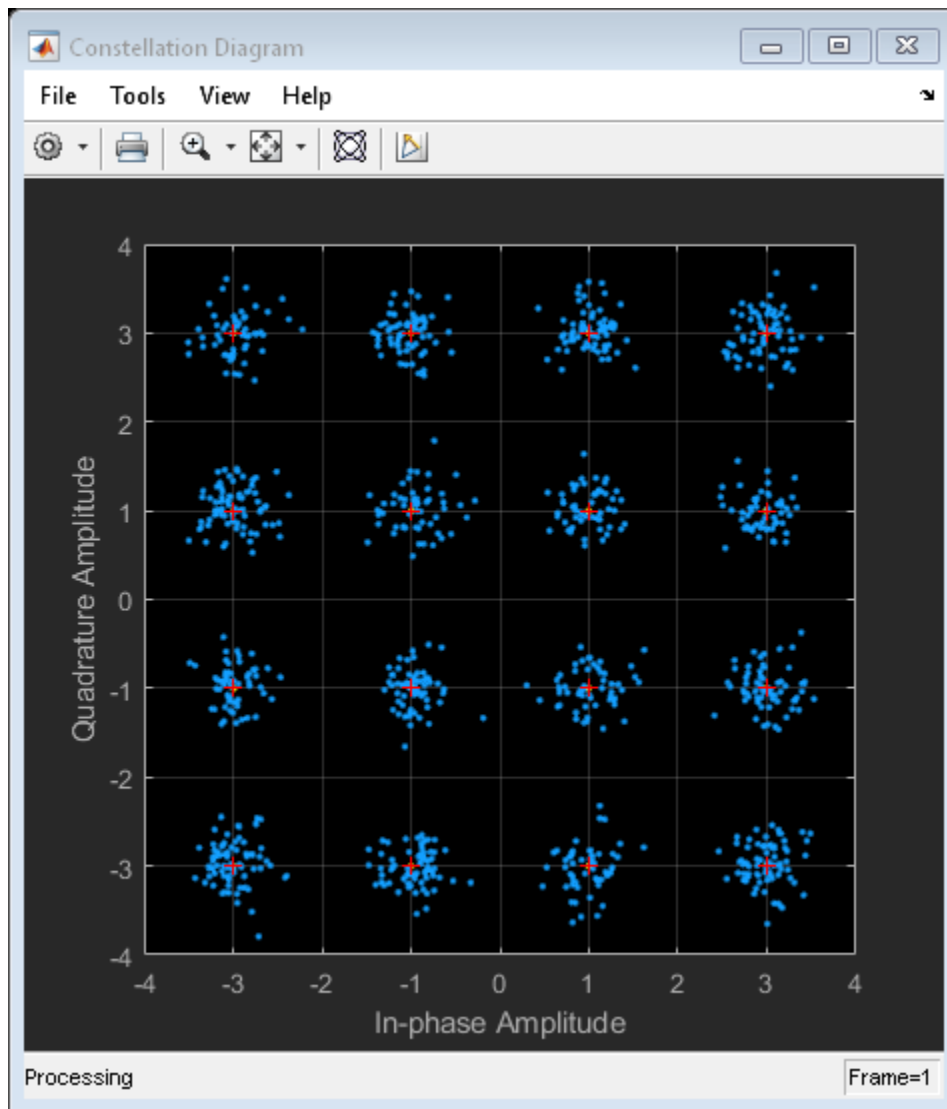 Constellation Diagram
File Tools View Help
4
3
2
1
0
-1
-2
-3
-4
Quadrature Amplitude
-4 -3 -2 -1 0 1 2 3 4
In-phase Amplitude
Processing Frame=1